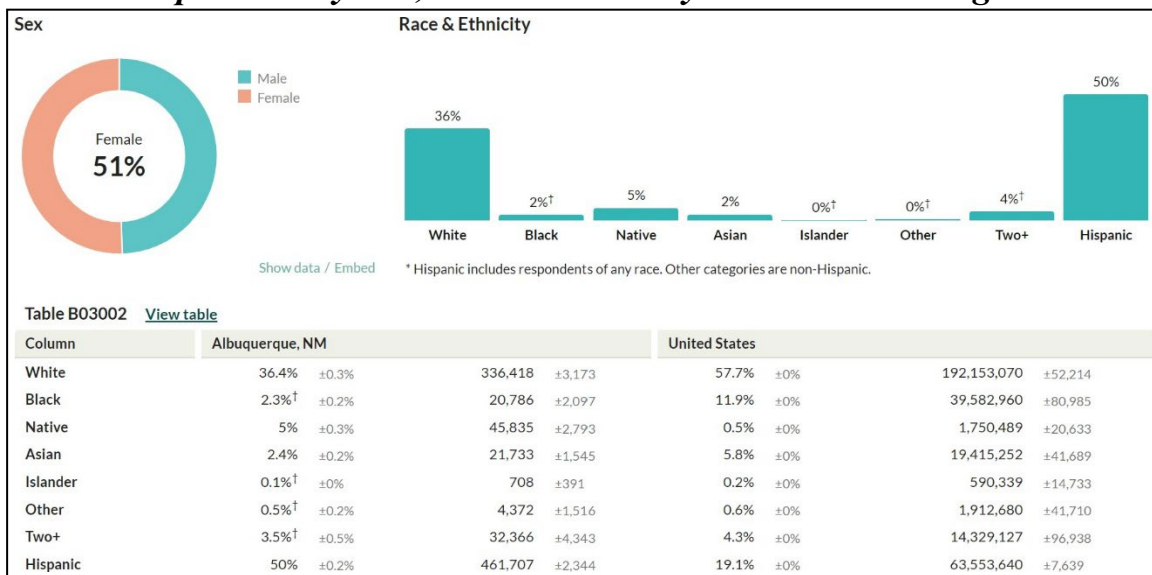 Sex
Race & Ethnicity
Male
Female
Female
51%
36%
2%†
5%
2%
0%†
0%†
4%†
50%
White Black Native Asian Islander Other Two+ Hispanic
Show data / Embed
* Hispanic includes respondents of any race. Other categories are non-Hispanic.
Table B03002 View table
Column Albuquerque, NM United States
White 36.4% ±0.3% 336,418 ±3,173 57.7% ±0% 192,153,070 ±52,214
Black 2.3%† ±0.2% 20,786 ±2,097 11.9% ±0% 39,582,960 ±80,985
Native 5% ±0.3% 45,835 ±2,793 0.5% ±0% 1,750,489 ±20,633
Asian 2.4% ±0.2% 21,733 ±1,545 5.8% ±0% 19,415,252 ±41,689
Islander 0.1%† ±0% 708 ±391 0.2% ±0% 590,339 ±14,733
Other 0.5%† ±0.2% 4,372 ±1,516 0.6% ±0% 1,912,680 ±41,710
Two+ 3.5%† ±0.5% 32,366 ±4,343 4.3% ±0% 14,329,127 ±96,938
Hispanic 50% ±0.2% 461,707 ±2,344 19.1% ±0% 63,553,640 ±7,639